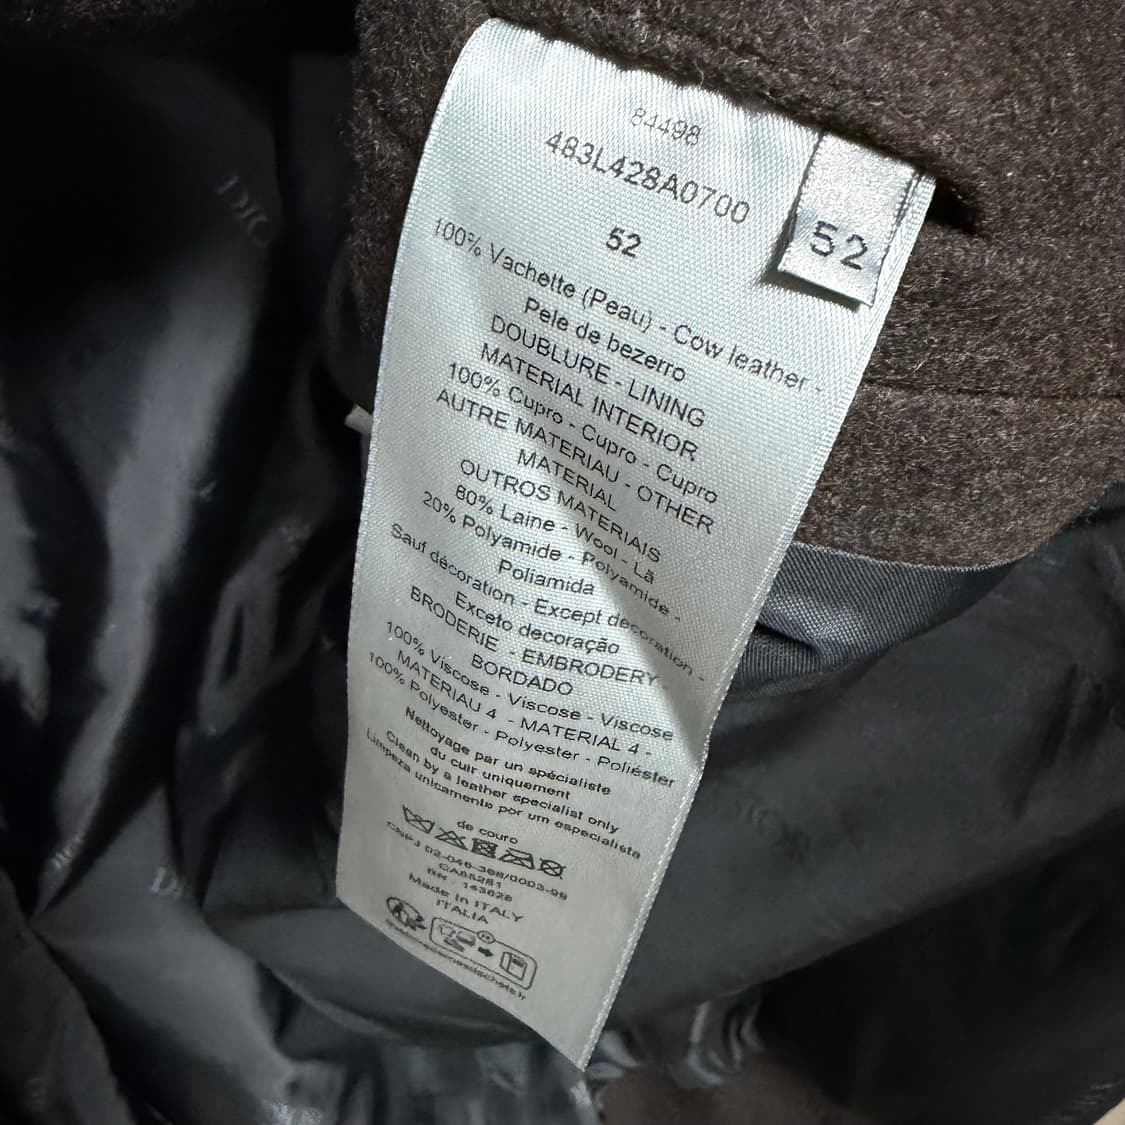 84498
483L428A0700
52
52
100% Vachette (Peau) - Cow leather -
Pele de bezerro
DOUBLURE - LINING
MATERIAL INTERIOR
100% Cupro - Cupro - Cupro
AUTRE MATERIAU - OTHER
MATERIAL
OUTROS MATERIAIS
80% Laine - Wool - Lã
20% Polyamide - Polyamide -
Poliamida
Sauf décoration - Except décoration -
Exceto decoração
BRODERIE - EMBRODERY
BORDADO
100% Viscose - Viscose - Viscose
MATERIAU 4 - MATERIAL 4 -
100% Polyester - Polyester - Poliéster
Nettoyage par un spécialiste
du cuir uniquement
Clean by a leather specialist only
Limpeza unicamente por um especialista
de couro
Made in ITALY
ITALIA